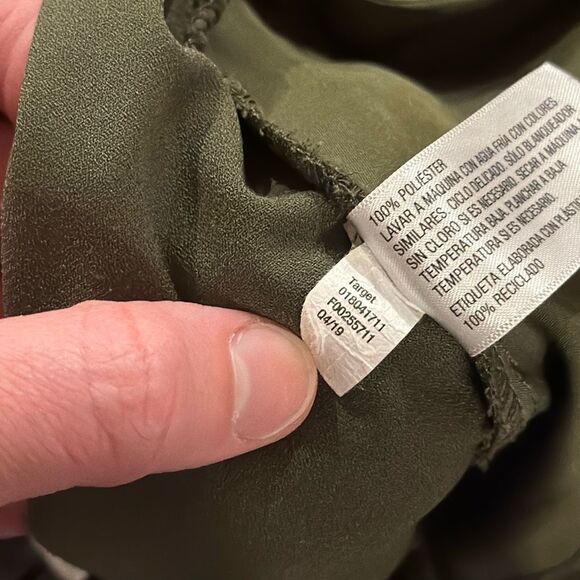 100% POLIÉSTER
LAVAR A MÁQUINA CON AGUA FRÍA CON COLORES
SIMILARES, CICLO DELICADO, SÓLO BLANQUEADOR
SIN CLORO SI ES NECESARIO, SECAR A MÁQUINA
TEMPERATURA BAJA, PLANCHAR A BAJA
TEMPERATURA SI ES NECESARIO.
ETIQUETA ELABORADA CON PLAST
100% RECICLADO
Target
018041711
F00255711
04/19